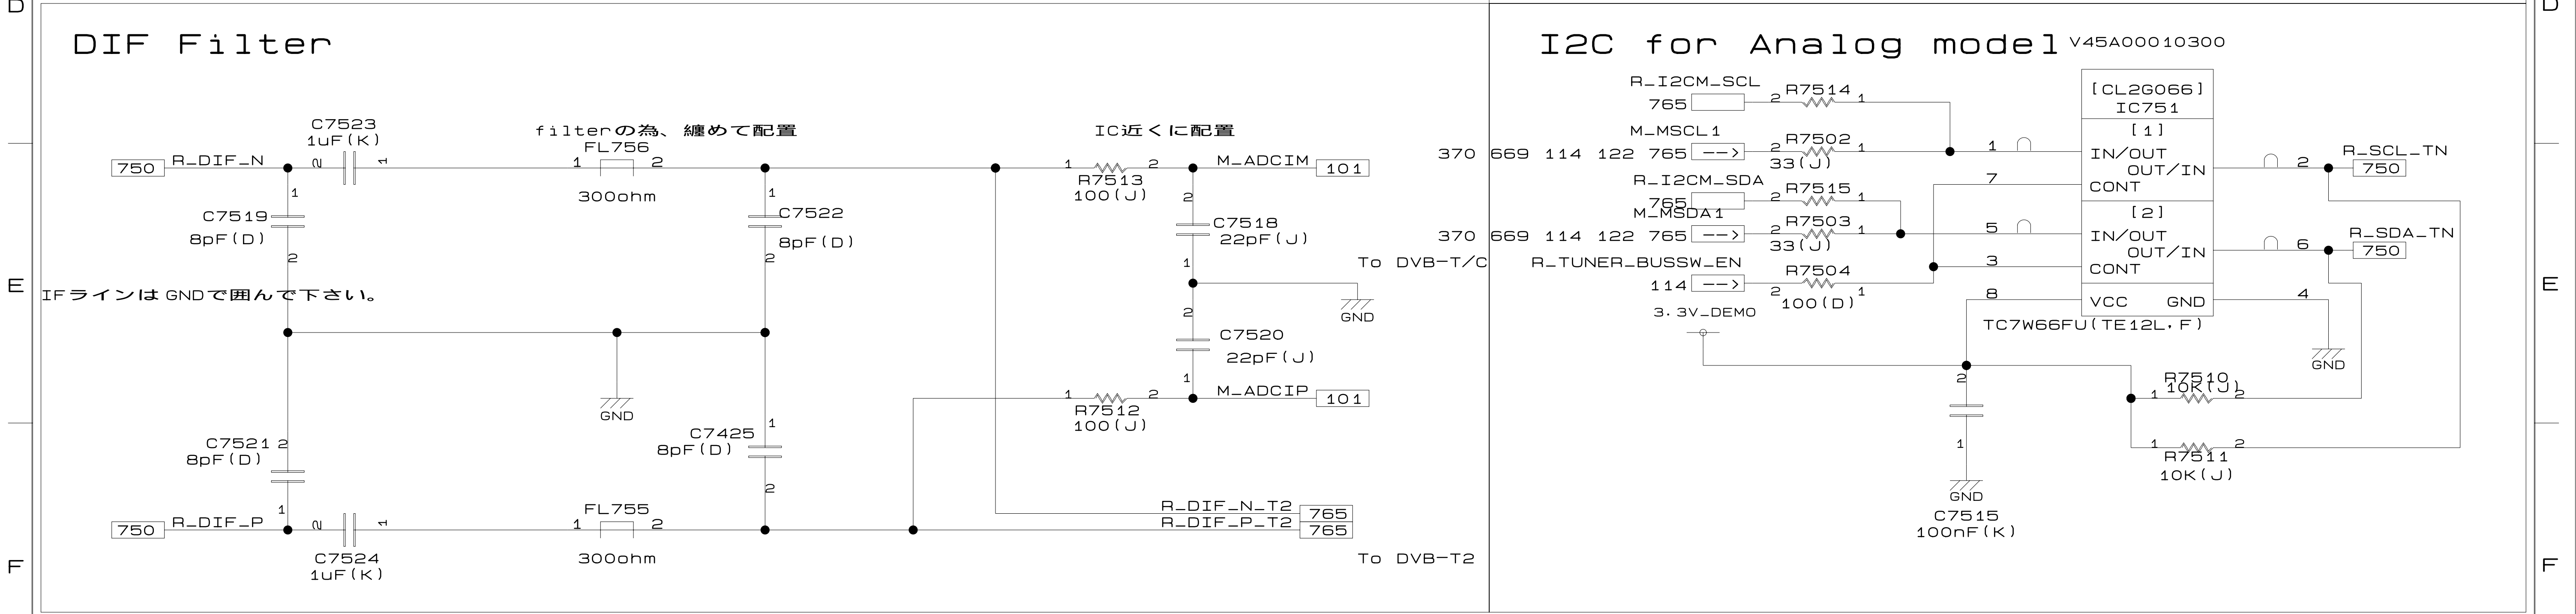 D
D
DIF Filter
C7523
1uF(K)
filterの為、纏めて配置
FL756
1 2
300ohm
IC近くに配置
750 R_DIF_N
2 1
1 2
R7513
100(J)
M_ADCIM 101
1
C7519
8pF(D)
2
1
C7522
8pF(D)
2
2
C7518
22pF(J)
1
To DVB-T/C
IFラインは GNDで囲んで下さい。
GND
GND
2
C7520
22pF(J)
1
1 2
R7512
100(J)
M_ADCIP 101
C7521 2
8pF(D)
1
1
C7425
8pF(D)
2
750 R_DIF_P
2 1
C7524
1uF(K)
FL755
1 2
300ohm
R_DIF_N_T2 765
R_DIF_P_T2 765
To DVB-T2
I2C for Analog model V45A00010300
R_I2CM_SCL
765
2 R7514 1
M_MSCL1
370 669 114 122 765 -->
2 R7502 1
33(J)
R_I2CM_SDA
765
2 R7515 1
M_MSDA1
370 669 114 122 765 -->
2 R7503 1
33(J)
R_TUNER_BUSSW_EN
114 -->
2 R7504 1
100(D)
3.3V_DEMO
[CL2G066]
IC751
[1]
1 IN/OUT
OUT/IN 2
7 CONT
[2]
5 IN/OUT
OUT/IN 6
3 CONT
8 VCC GND 4
TC7W66FU(TE12L,F)
R_SCL_TN
750
R_SDA_TN
750
GND
2
1
GND
C7515
100nF(K)
R7510
10K(J)
1 2
1 2
R7511
10K(J)
E
E
F
F